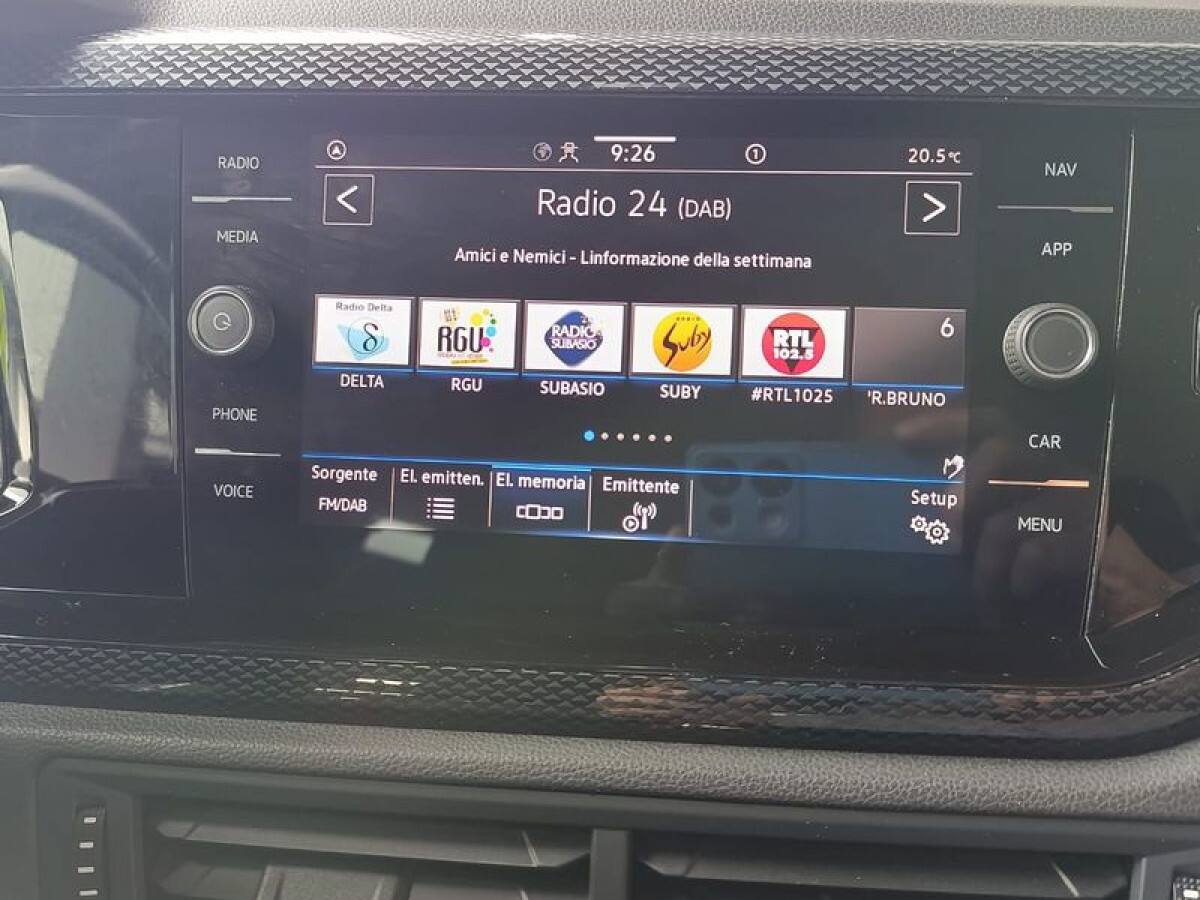 RADIO
MEDIA
PHONE
VOICE
9:26
1
20.5°C
<
Radio 24 (DAB)
>
Amici e Nemici - Linformazione della settimana
Radio Delta
δ
RGU
RADIO
SUBASIO
RADIO
Suby
RTL
102.5
6
DELTA
RGU
SUBASIO
SUBY
#RTL1025
'R.BRUNO
Sorgente
FM/DAB
El. emitten.
El. memoria
Emittente
Setup
NAV
APP
CAR
MENU